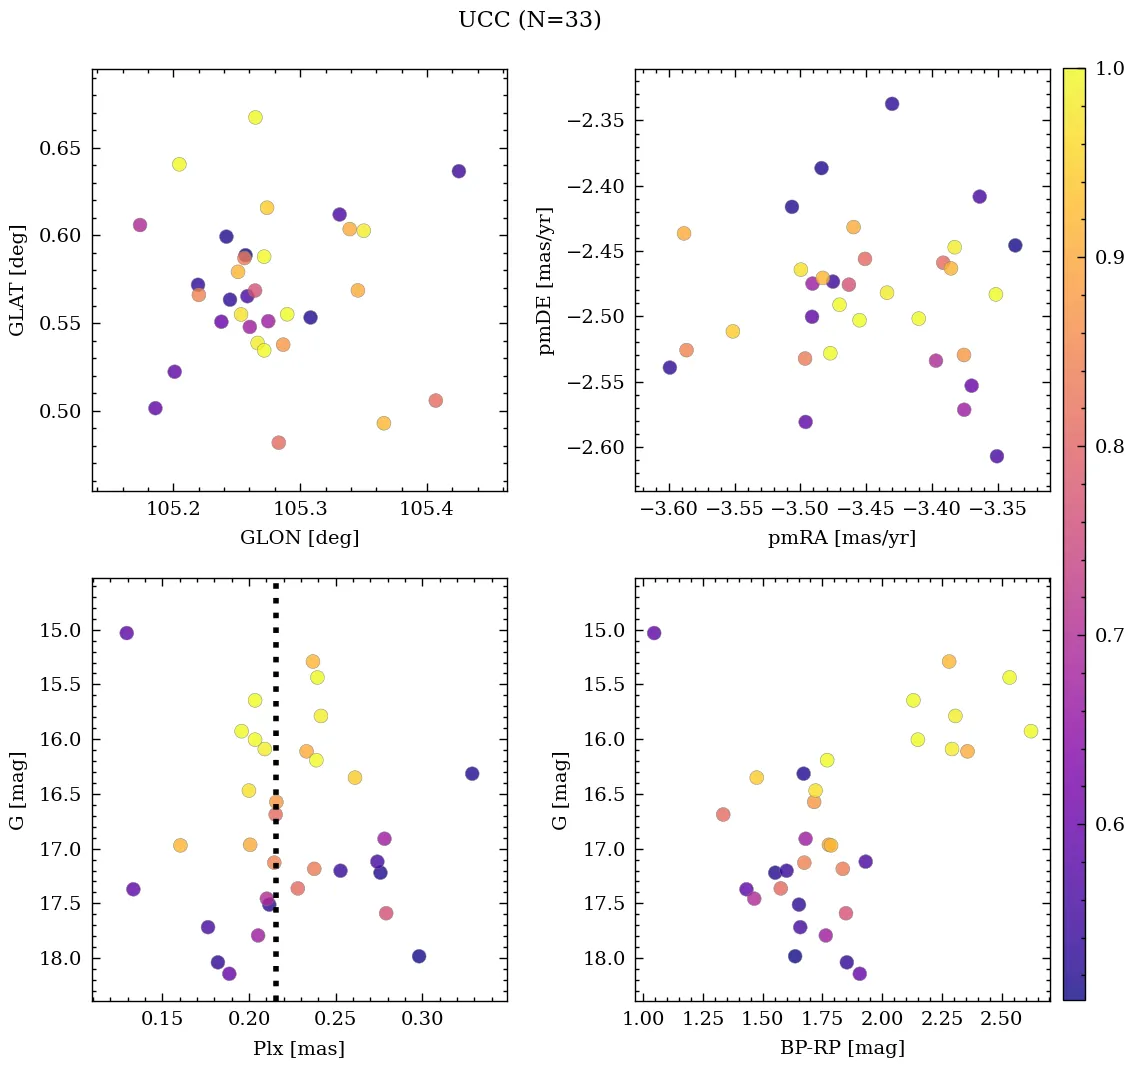 UCC (N=33)
GLAT [deg]
0.65
0.60
0.55
0.50
105.2 105.3 105.4
GLON [deg]
pmDE [mas/yr]
−2.35
−2.40
−2.45
−2.50
−2.55
−2.60
−3.60 −3.55 −3.50 −3.45 −3.40 −3.35
pmRA [mas/yr]
G [mag]
15.0
15.5
16.0
16.5
17.0
17.5
18.0
0.15 0.20 0.25 0.30
Plx [mas]
G [mag]
15.0
15.5
16.0
16.5
17.0
17.5
18.0
1.00 1.25 1.50 1.75 2.00 2.25 2.50
BP-RP [mag]
1.0
0.9
0.8
0.7
0.6